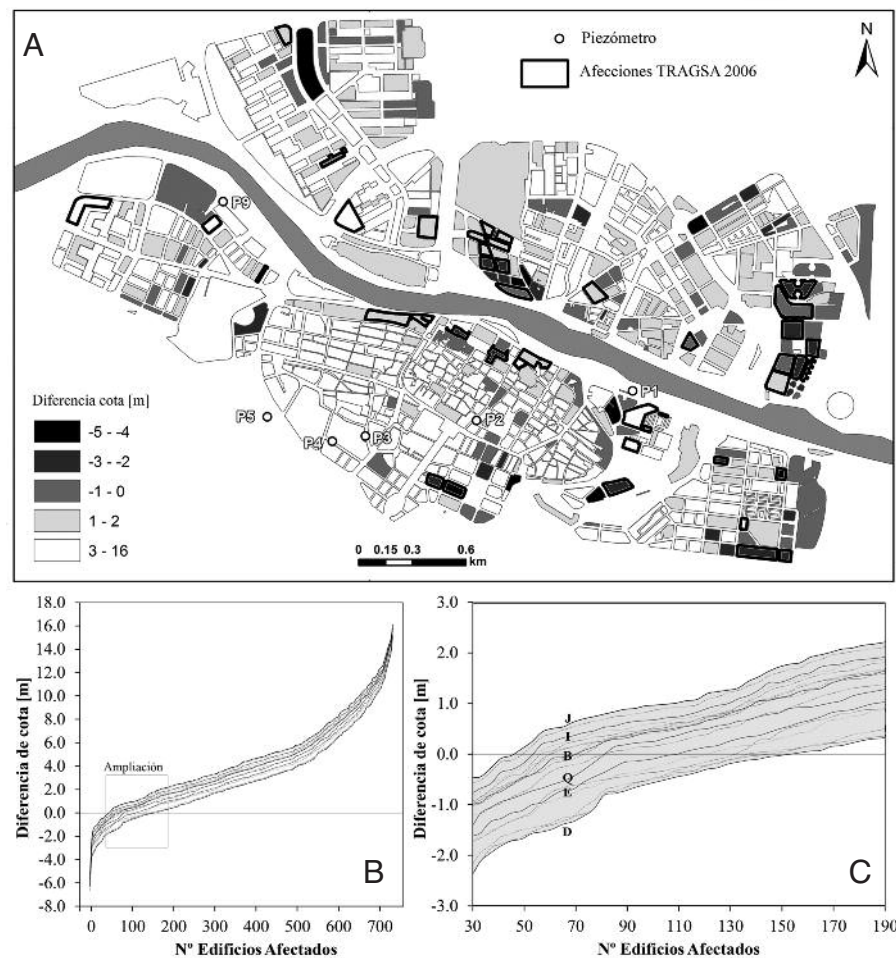 A
Piezómetro
Afecciones TRAGSA 2006
N
P9
P1
P5
P4
P3
P2
Diferencia cota [m]
-5 - -4
-3 - -2
-1 - 0
1 - 2
3 - 16
0 0.15 0.3 0.6
km
18.0
16.0
14.0
12.0
10.0
8.0
6.0
4.0
2.0
0.0
-2.0
-4.0
-6.0
-8.0
Diferencia de cota [m]
Ampliación
B
0 100 200 300 400 500 600 700
Nº Edificios Afectados
3.0
2.0
1.0
0.0
-1.0
-2.0
-3.0
Diferencia de cota [m]
J
I
B
Q
E
D
C
30 50 70 90 110 130 150 170 190
Nº Edificios Afectados